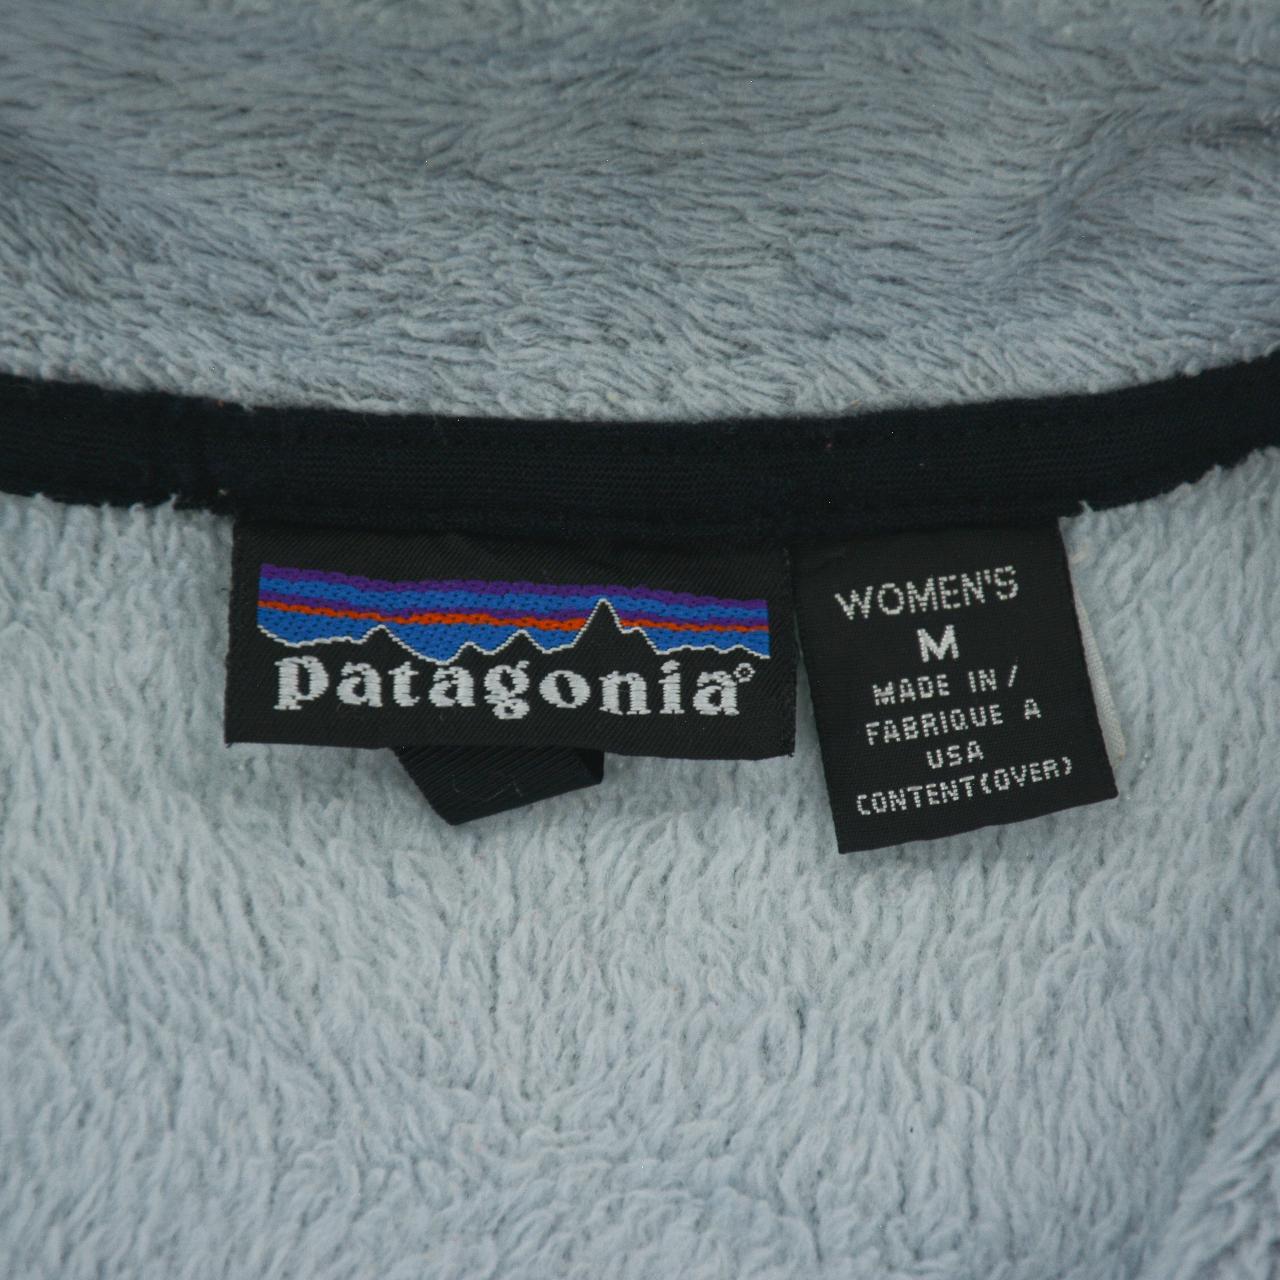 patagonia®
WOMEN'S
M
MADE IN/
FABRIQUE A
USA
CONTENT(OVER)